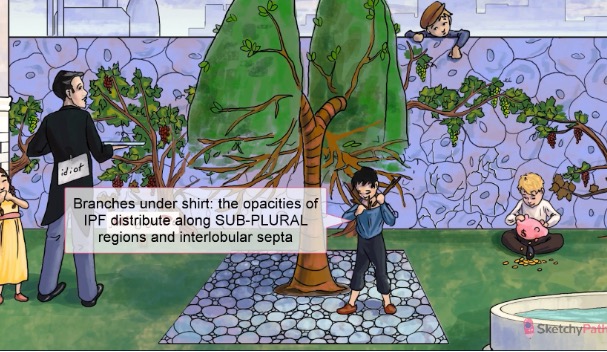 idiot
Branches under shirt: the opacities of
IPF distribute along SUB-PLURAL
regions and interlobular septa
SketchyPath